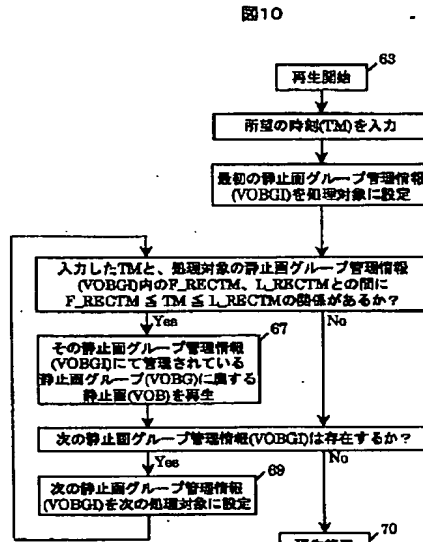 図10
63
再生開始
所望の時刻(TM)を入力
最初の静止画グループ管理情報
(VOBGI)を処理対象に設定
入力したTMと、処理対象の静止画グループ管理情報
(VOBGI)内のF_RECTM、L_RECTMとの間に
F_RECTM ≦ TM ≦ L_RECTMの関係があるか?
Yes
No
67
その静止画グループ管理情報
(VOBGI)にて管理されている
静止画グループ(VOBG)に属する
静止画(VOB)を再生
次の静止画グループ管理情報(VOBGI)は存在するか?
Yes
No
69
次の静止画グループ管理情報
(VOBGI)を次の処理対象に設定
70